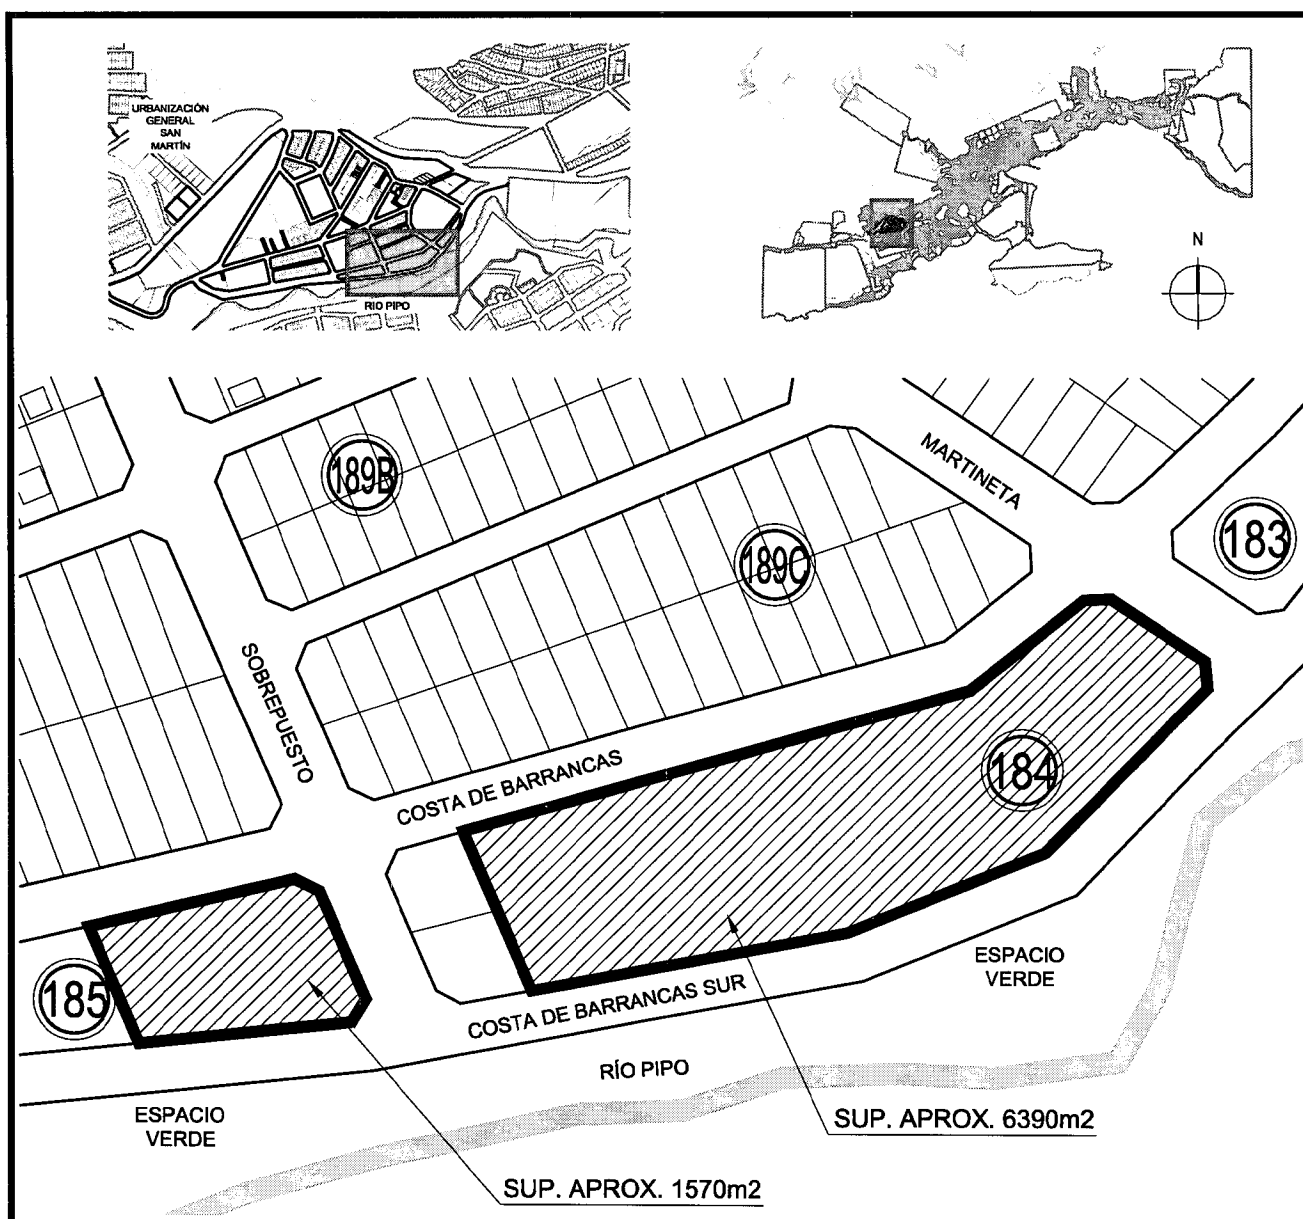 URBANIZACIÓN
GENERAL
SAN
MARTÍN
RIO PIPO
N
189B
MARTINETA
189C
183
SOBREPUESTO
COSTA DE BARRANCAS
184
185
COSTA DE BARRANCAS SUR
ESPACIO
VERDE
RÍO PIPO
ESPACIO
VERDE
SUP. APROX. 6390m2
SUP. APROX. 1570m2